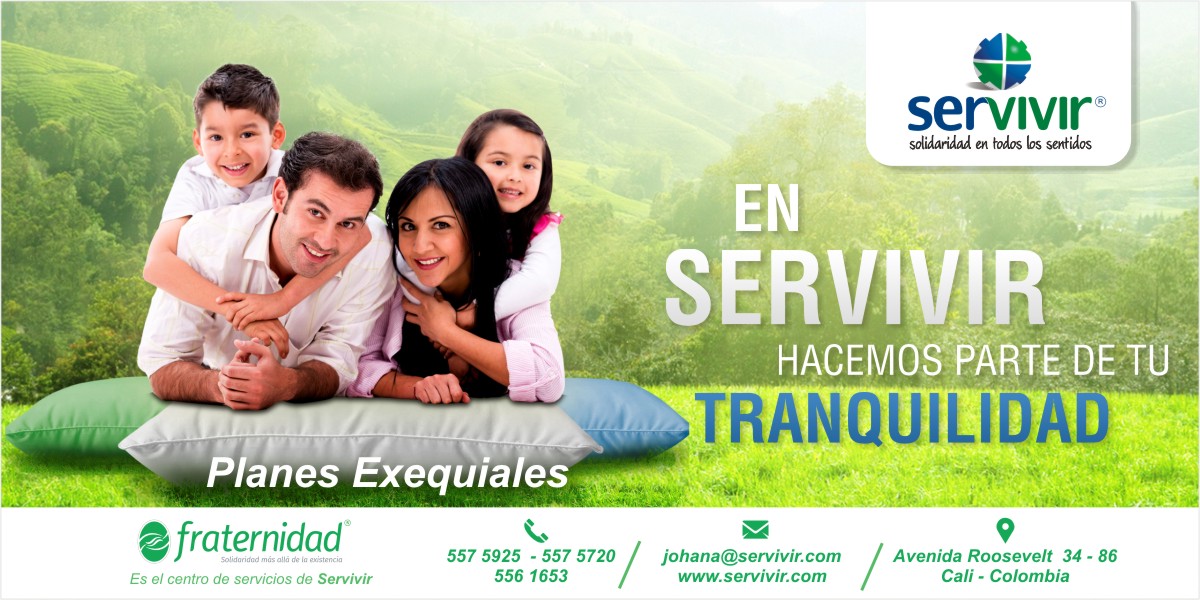 servivir®
solidaridad en todos los sentidos
EN
SERVIVIR
HACEMOS PARTE DE TU
TRANQUILIDAD
Planes Exequiales
fraternidad®
Solidaridad más allá de la existencia
Es el centro de servicios de Servivir
557 5925 - 557 5720
556 1653
johana@servivir.com
www.servivir.com
Avenida Roosevelt 34 - 86
Cali - Colombia